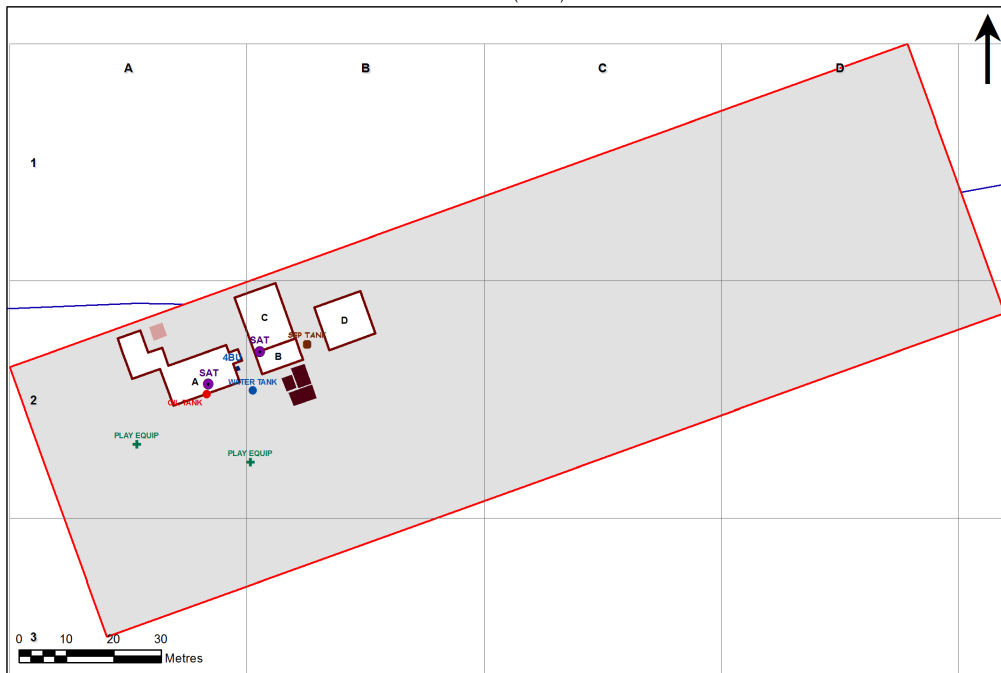 A
B
C
D
1
C
D
SEP TANK
SAT
B
4BU
SAT
A
WATER TANK
OIL TANK
2
PLAY EQUIP
PLAY EQUIP
3
0 10 20 30
Metres